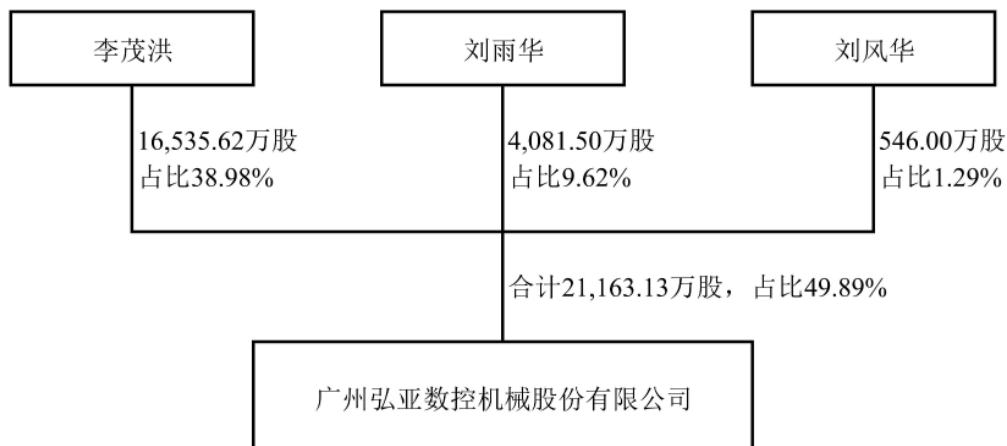 李茂洪
刘雨华
刘风华
16,535.62万股
占比38.98%
4,081.50万股
占比9.62%
546.00万股
占比1.29%
合计21,163.13万股，占比49.89%
广州弘亚数控机械股份有限公司